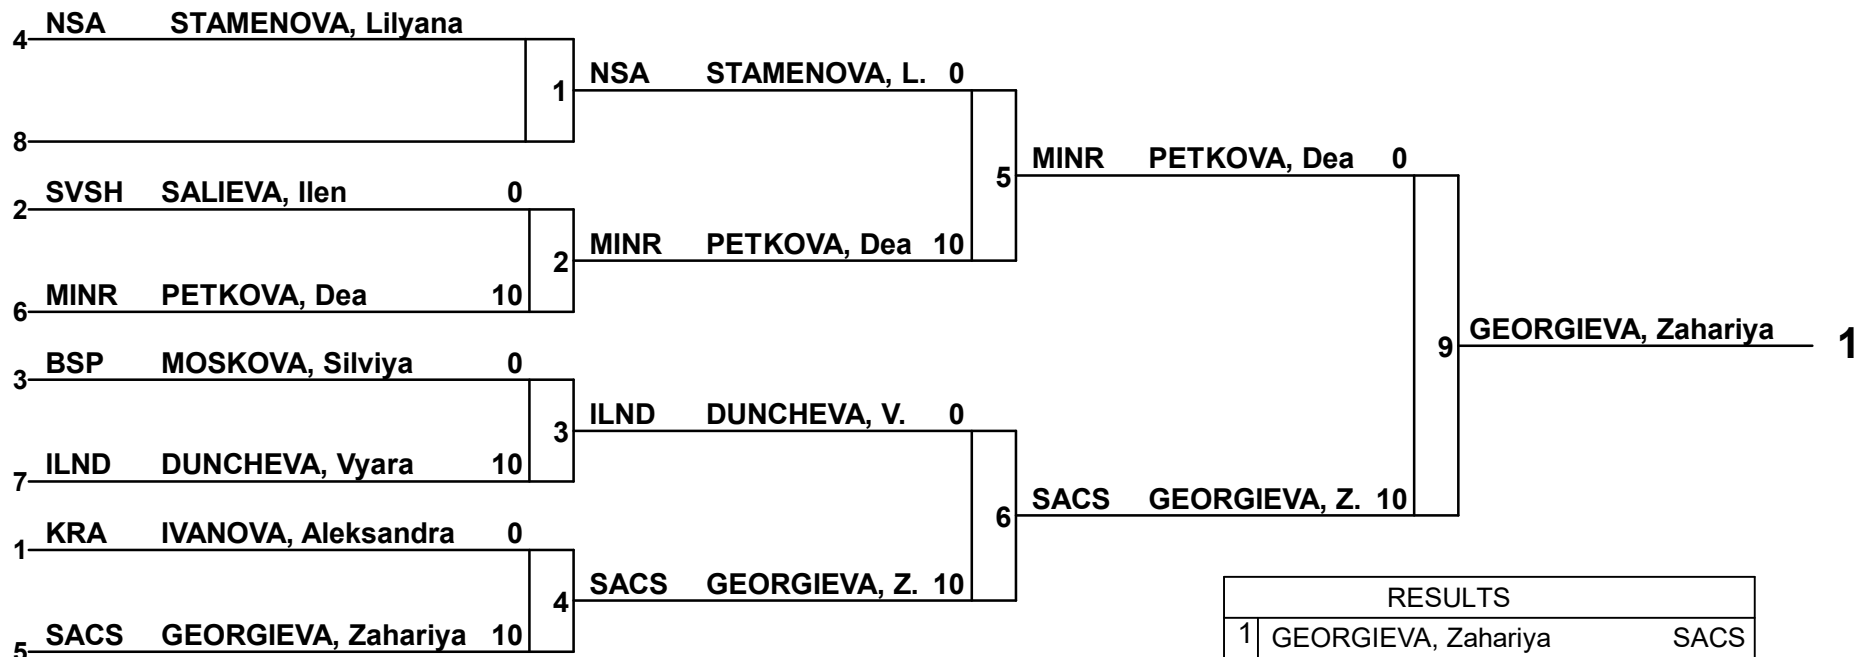 4 NSA STAMENOVA, Lilyana
1 NSA STAMENOVA, L. 0
8
5 MINR PETKOVA, Dea 0
2 SVSH SALIEVA, Ilen 0
2 MINR PETKOVA, Dea 10
6 MINR PETKOVA, Dea 10
9 GEORGIEVA, Zahariya 1
3 BSP MOSKOVA, Silviya 0
3 ILND DUNCHEVA, V. 0
7 ILND DUNCHEVA, Vyara 10
6 SACS GEORGIEVA, Z. 10
1 KRA IVANOVA, Aleksandra 0
4 SACS GEORGIEVA, Z. 10
RESULTS
5 SACS GEORGIEVA, Zahariya 10
1 GEORGIEVA, Zahariya SACS